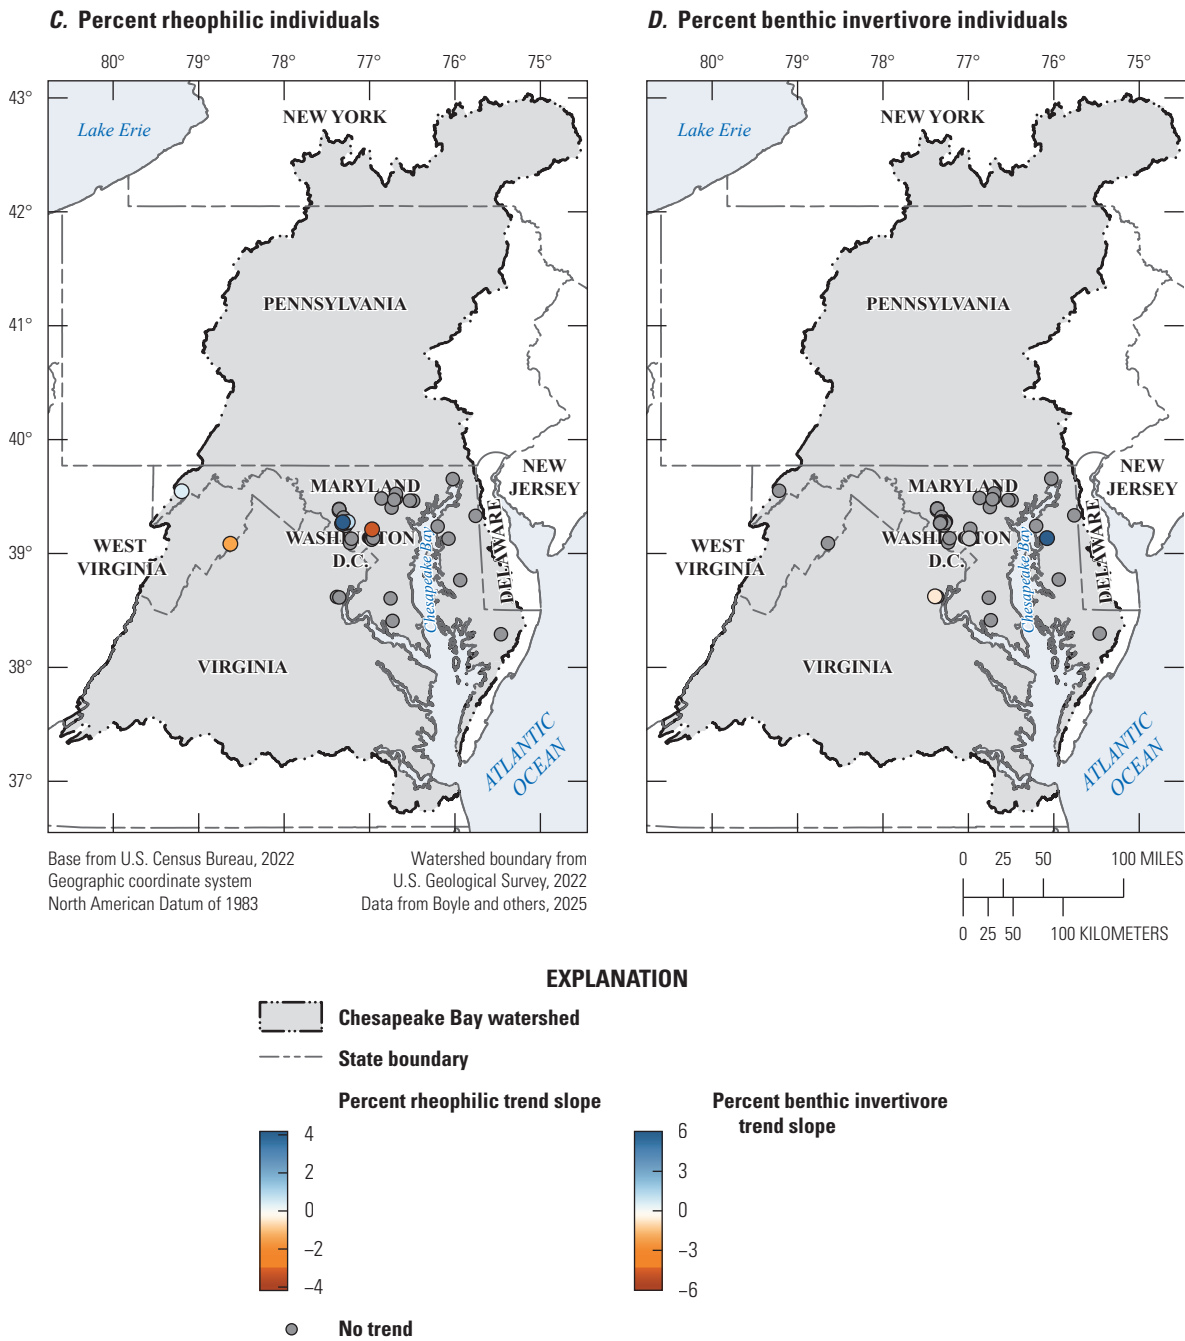 C. Percent rheophilic individuals
80° 79° 78° 77° 76° 75°
43°
42°
41°
40°
39°
38°
37°
Lake Erie
NEW YORK
PENNSYLVANIA
NEW
JERSEY
MARYLAND
WASHINGTON
D.C.
WEST
VIRGINIA
DELAWARE
Chesapeake Bay
VIRGINIA
ATLANTIC
OCEAN
Base from U.S. Census Bureau, 2022
Geographic coordinate system
North American Datum of 1983
Watershed boundary from
U.S. Geological Survey, 2022
Data from Boyle and others, 2025
D. Percent benthic invertivore individuals
80° 79° 78° 77° 76° 75°
Lake Erie
NEW YORK
PENNSYLVANIA
NEW
JERSEY
MARYLAND
WASHINGTON
D.C.
WEST
VIRGINIA
DELAWARE
Chesapeake Bay
VIRGINIA
ATLANTIC
OCEAN
0 25 50 100 MILES
0 25 50 100 KILOMETERS
EXPLANATION
Chesapeake Bay watershed
State boundary
Percent rheophilic trend slope
4
2
0
−2
−4
Percent benthic invertivore
trend slope
6
3
0
−3
−6
No trend